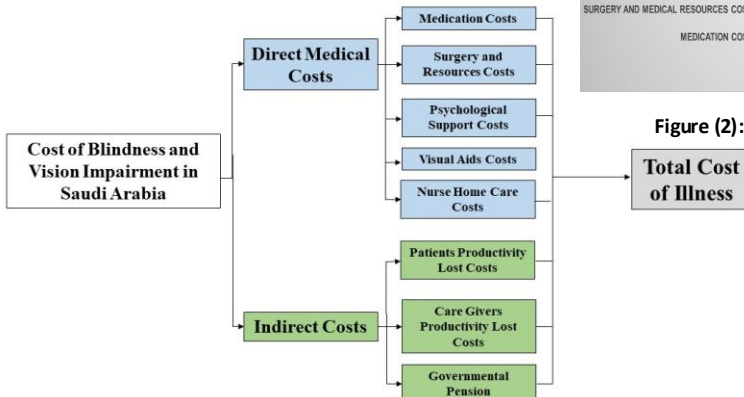 SURGERY AND MEDICAL RESOURCES
MEDICATION
Figure (2):
Cost of Blindness and
Vision Impairment in
Saudi Arabia
Direct Medical
Costs
Medication Costs
Surgery and
Resources Costs
Psychological
Support Costs
Visual Aids Costs
Nurse Home Care
Costs
Indirect Costs
Patients Productivity
Lost Costs
Care Givers
Productivity Lost
Costs
Governmental
Pension
Total Cost
of Illness